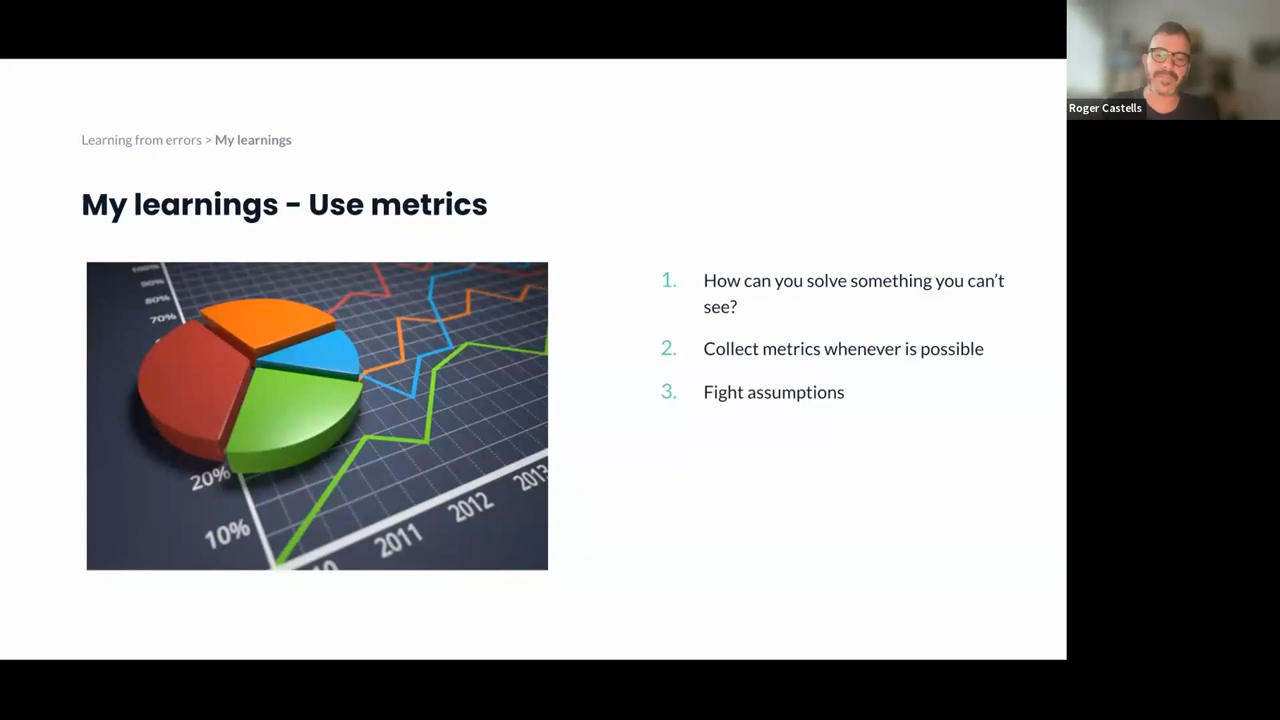 Roger Castells
Learning from errors > My learnings
My learnings - Use metrics
1. How can you solve something you can't
see?
2. Collect metrics whenever is possible
3. Fight assumptions
100%
90%
80%
70%
20%
10%
2011
2012
2013